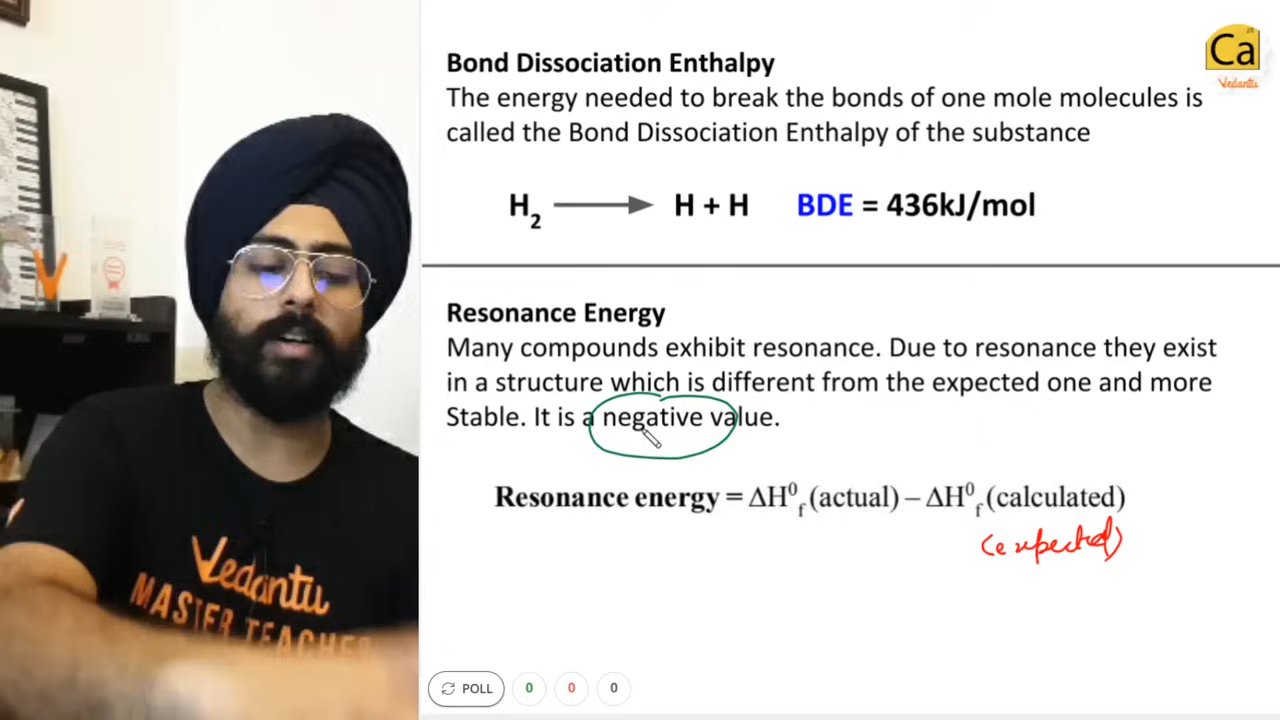 Bond Dissociation Enthalpy
The energy needed to break the bonds of one mole molecules is
called the Bond Dissociation Enthalpy of the substance
H₂ ⟶ H + H BDE = 436kJ/mol
Resonance Energy
Many compounds exhibit resonance. Due to resonance they exist
in a structure which is different from the expected one and more
Stable. It is a negative value.
Resonance energy = ΔH⁰f (actual) – ΔH⁰f (calculated)
(expected)
Ca
20
Vedantu
Vedantu
MASTER TEACHER
POLL 0 0 0